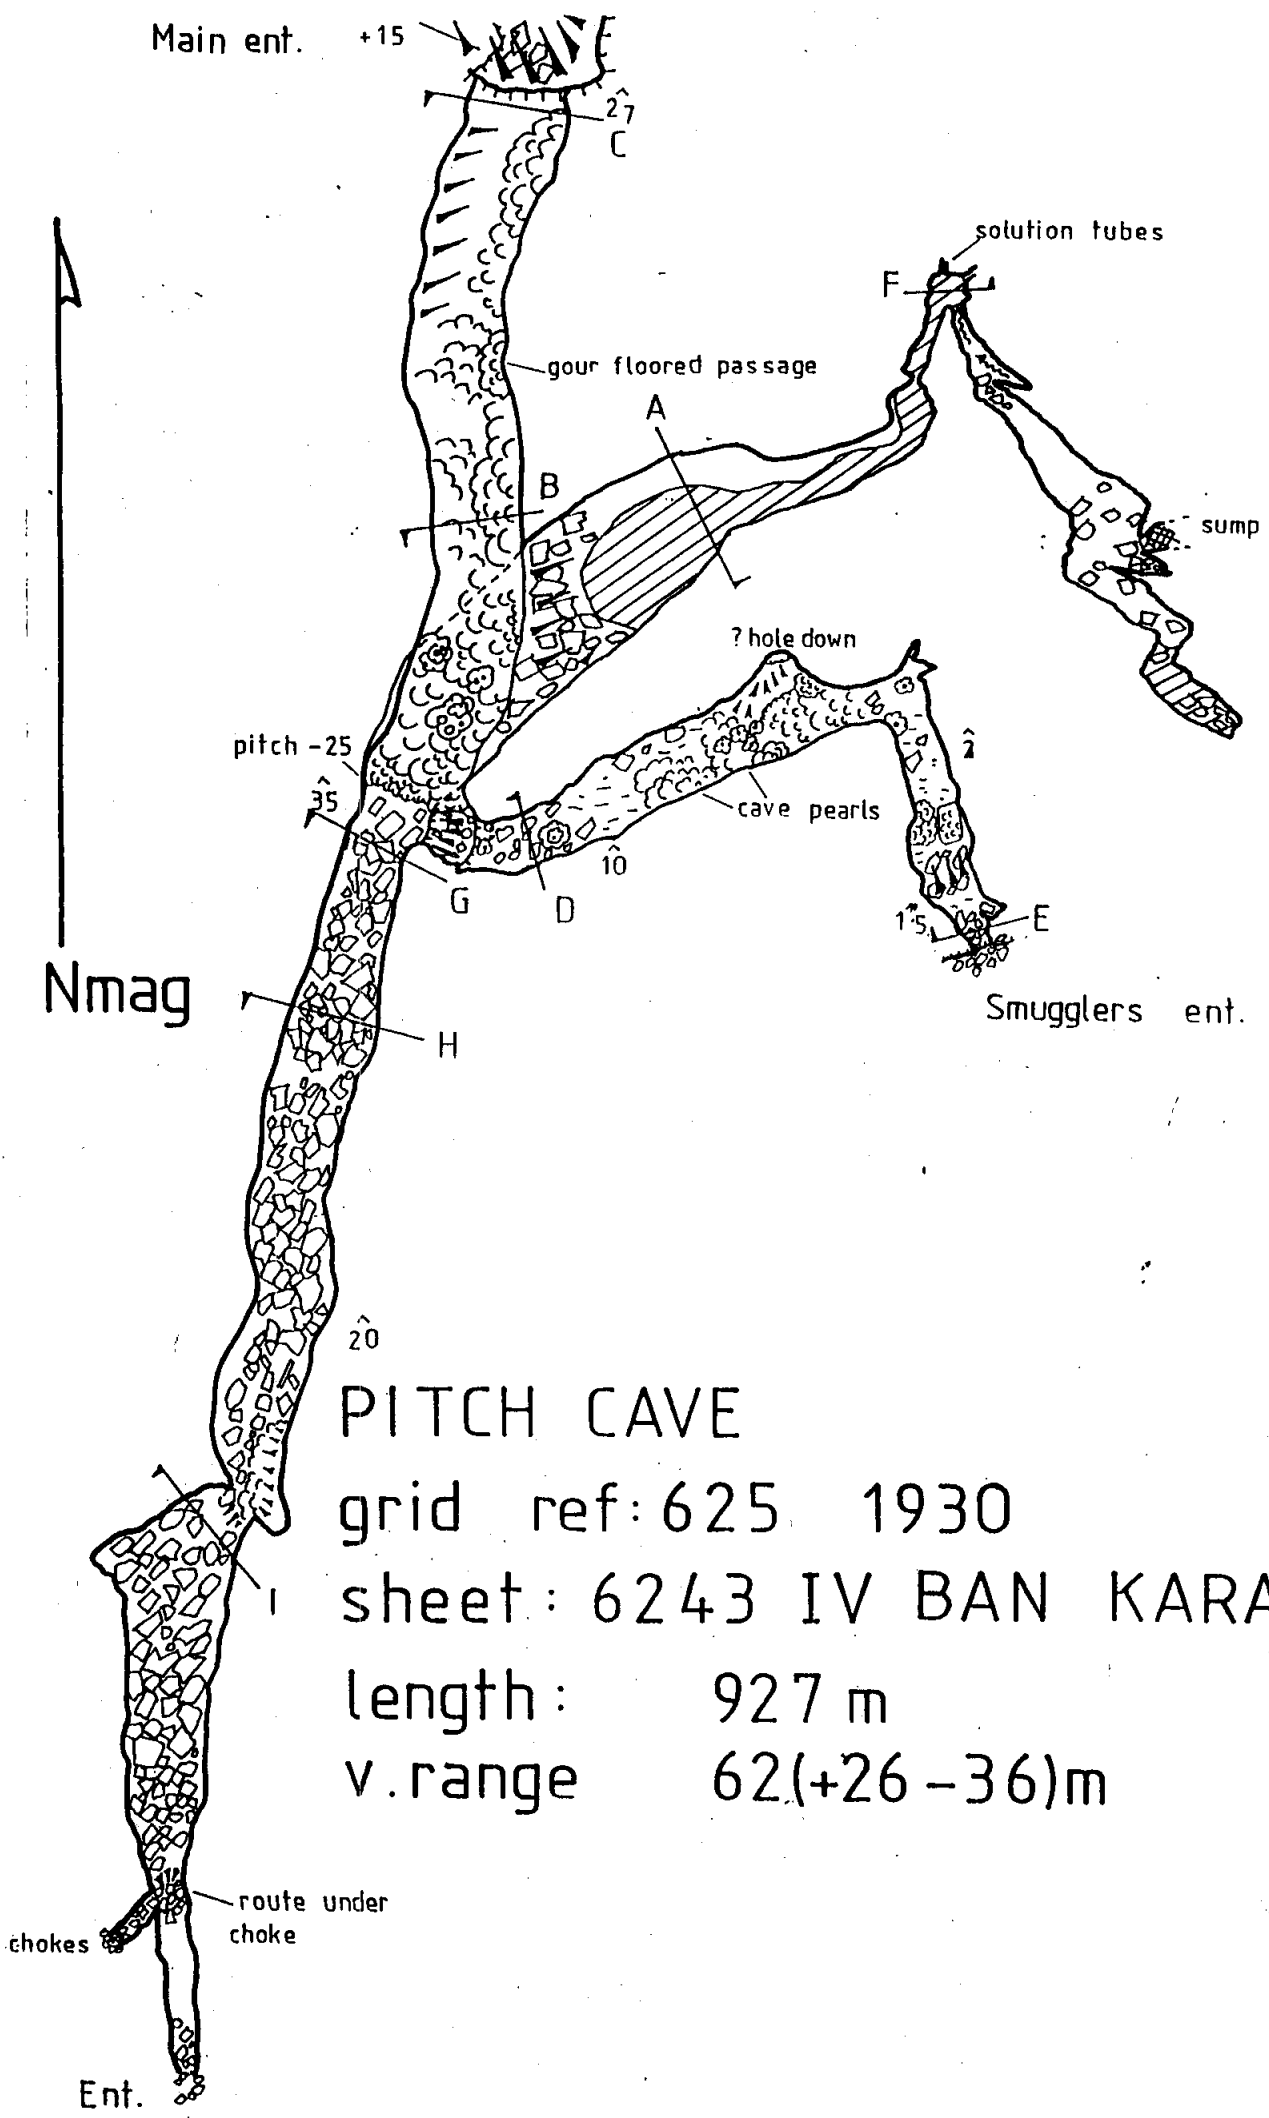 Main ent.
+15
27
C
solution tubes
F
gour floored passage
A
B
sump
? hole down
pitch -25
35
2
cave pearls
10
G
D
1.5
E
Nmag
Smugglers ent.
H
20
PITCH CAVE
grid ref: 625 1930
sheet: 6243 IV BAN KARA
I
length: 927 m
v. range 62(+26 -36)m
route under
choke
chokes
Ent.